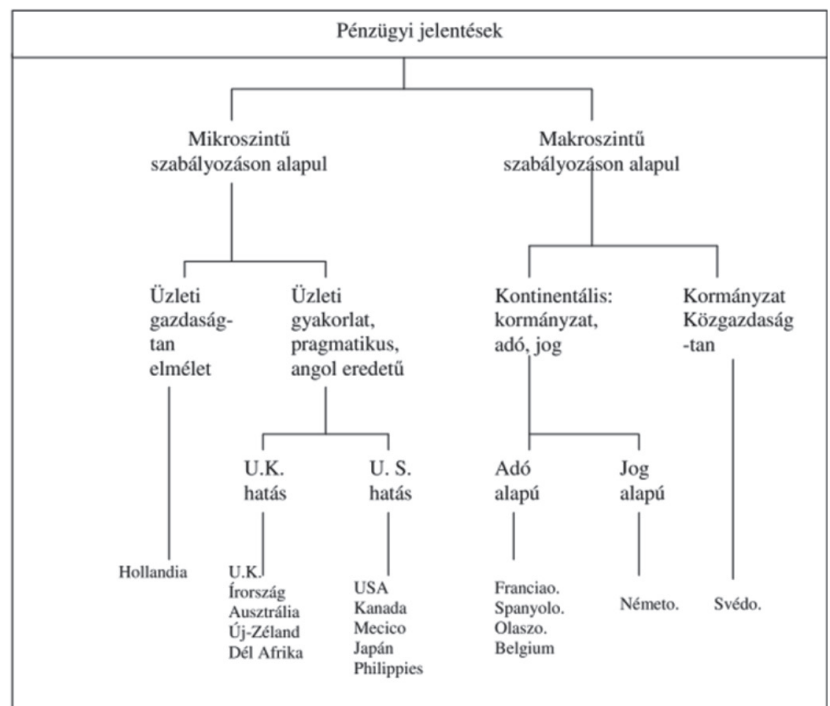 Pénzügyi jelentések
Mikroszintű
szabályozáson alapul
Makroszintű
szabályozáson alapul
Üzleti
gazdaság-
tan
elmélet
Üzleti
gyakorlat,
pragmatikus,
angol eredetű
Kontinentális:
kormányzat,
adó, jog
Kormányzat
Közgazdaság
-tan
U.K.
hatás
U. S.
hatás
Adó
alapú
Jog
alapú
Hollandia
U.K.
Írország
Ausztrália
Új-Zéland
Dél Afrika
USA
Kanada
Mecico
Japán
Philippies
Franciao.
Spanyolo.
Olaszo.
Belgium
Németo.
Svédo.